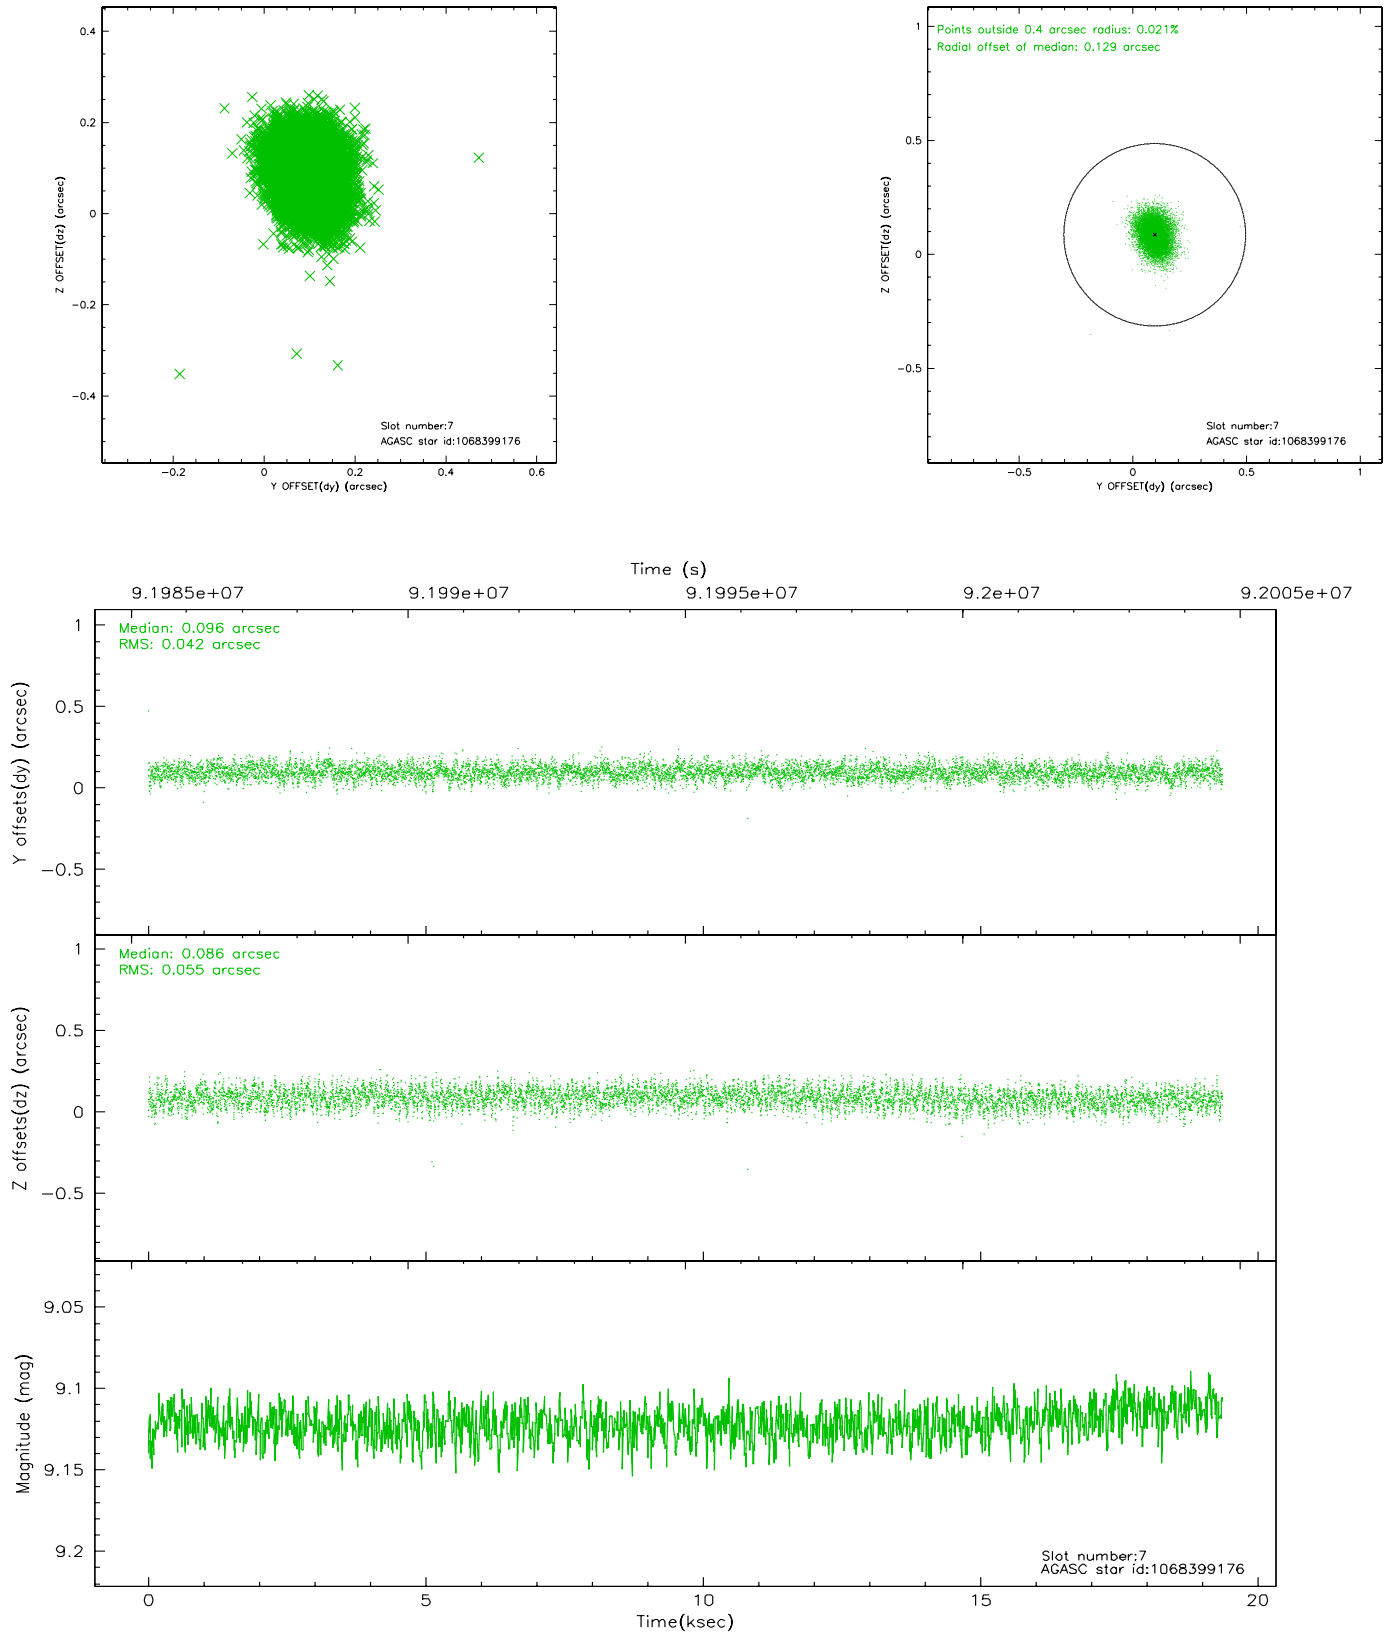 0.4
0.2
0
−0.2
−0.4
Z OFFSET(dz) (arcsec)
Slot number:7
AGASC star id:1068399176
−0.2 0 0.2 0.4 0.6
Y OFFSET(dy) (arcsec)
Points outside 0.4 arcsec radius: 0.021%
Radial offset of median: 0.129 arcsec
1
0.5
0
−0.5
Z OFFSET(dz) (arcsec)
Slot number:7
AGASC star id:1068399176
−0.5 0 0.5 1
Y OFFSET(dy) (arcsec)
Time (s)
9.1985e+07 9.199e+07 9.1995e+07 9.2e+07 9.2005e+07
Median: 0.096 arcsec
RMS: 0.042 arcsec
1
0.5
0
−0.5
Y offsets(dy) (arcsec)
Median: 0.086 arcsec
RMS: 0.055 arcsec
1
0.5
0
−0.5
Z offsets(dz) (arcsec)
9.05
9.1
9.15
9.2
Magnitude (mag)
Slot number:7
AGASC star id:1068399176
0 5 10 15 20
Time(ksec)